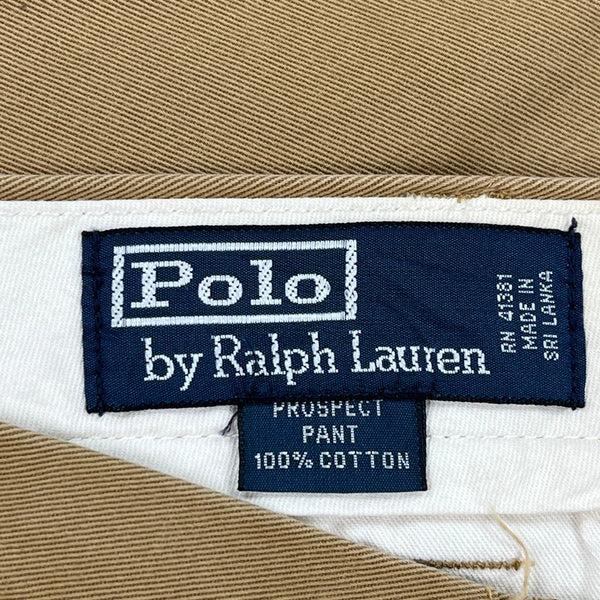 Polo
by Ralph Lauren
RN 41381
MADE IN
SRI LANKA
PROSPECT
PANT
100% COTTON